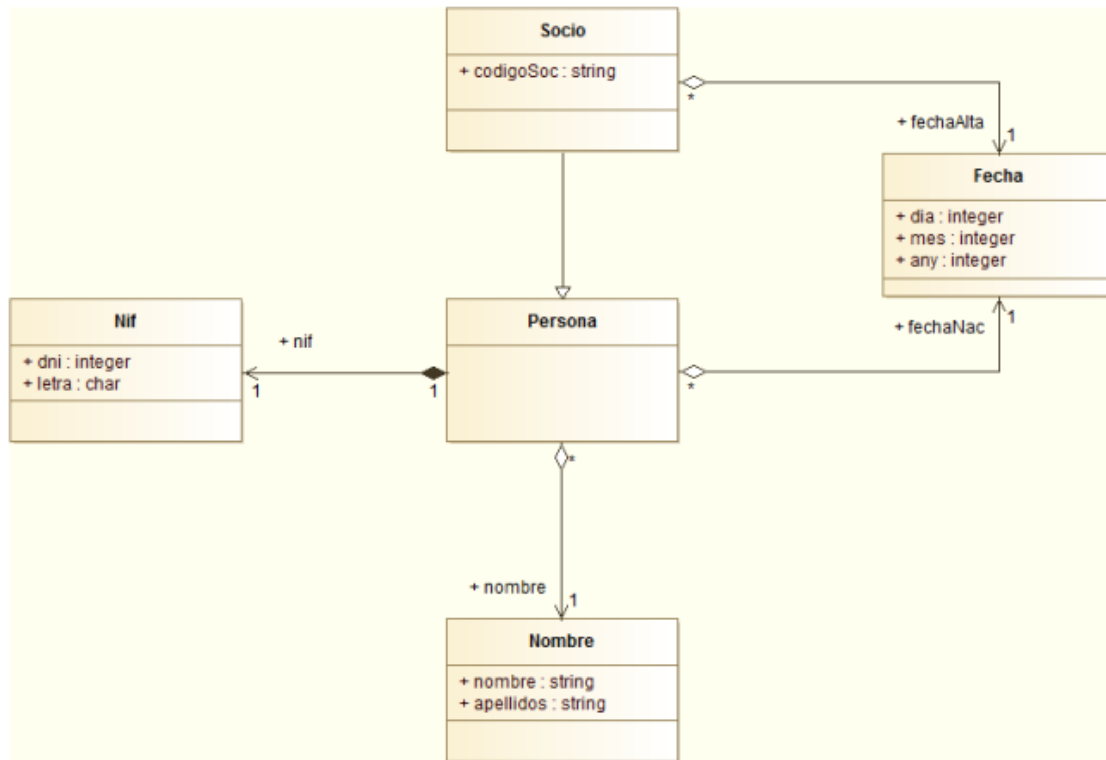 Socio
+ codigoSoc : string
*
+ fechaAlta
1
Fecha
+ dia : integer
+ mes : integer
+ any : integer
Nif
+ dni : integer
+ letra : char
+ nif
1
1
Persona
*
+ fechaNac
1
*
+ nombre
1
Nombre
+ nombre : string
+ apellidos : string